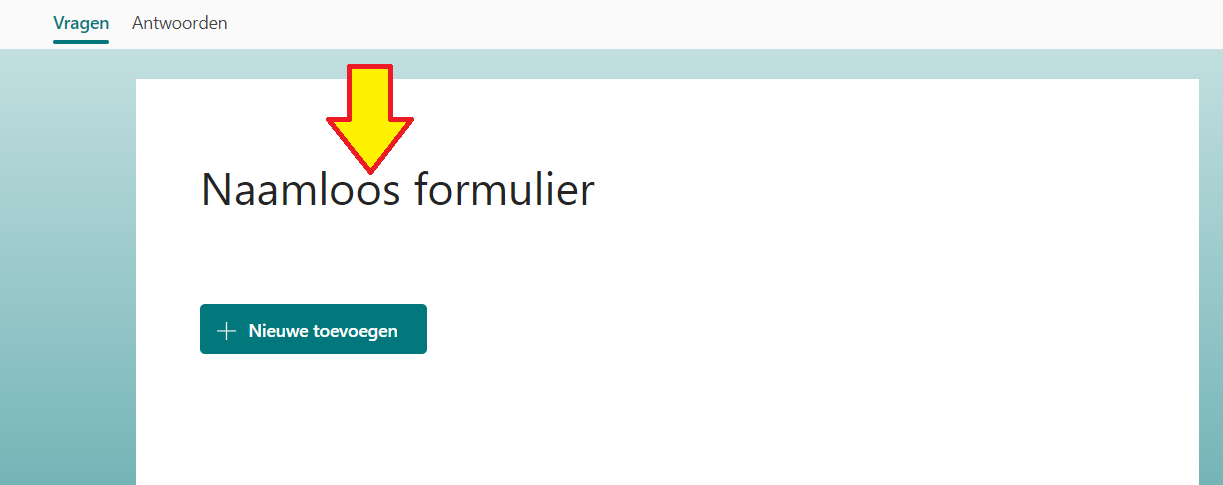 Vragen Antwoorden
Naamloos formulier
Nieuwe toevoegen